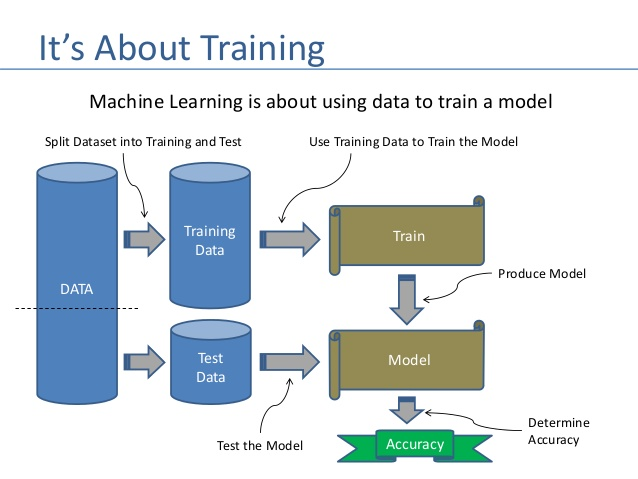 It's About Training
Machine Learning is about using data to train a model
Split Dataset into Training and Test
Use Training Data to Train the Model
Training
Data
Train
DATA
Produce Model
Test
Data
Model
Test the Model
Accuracy
Determine
Accuracy